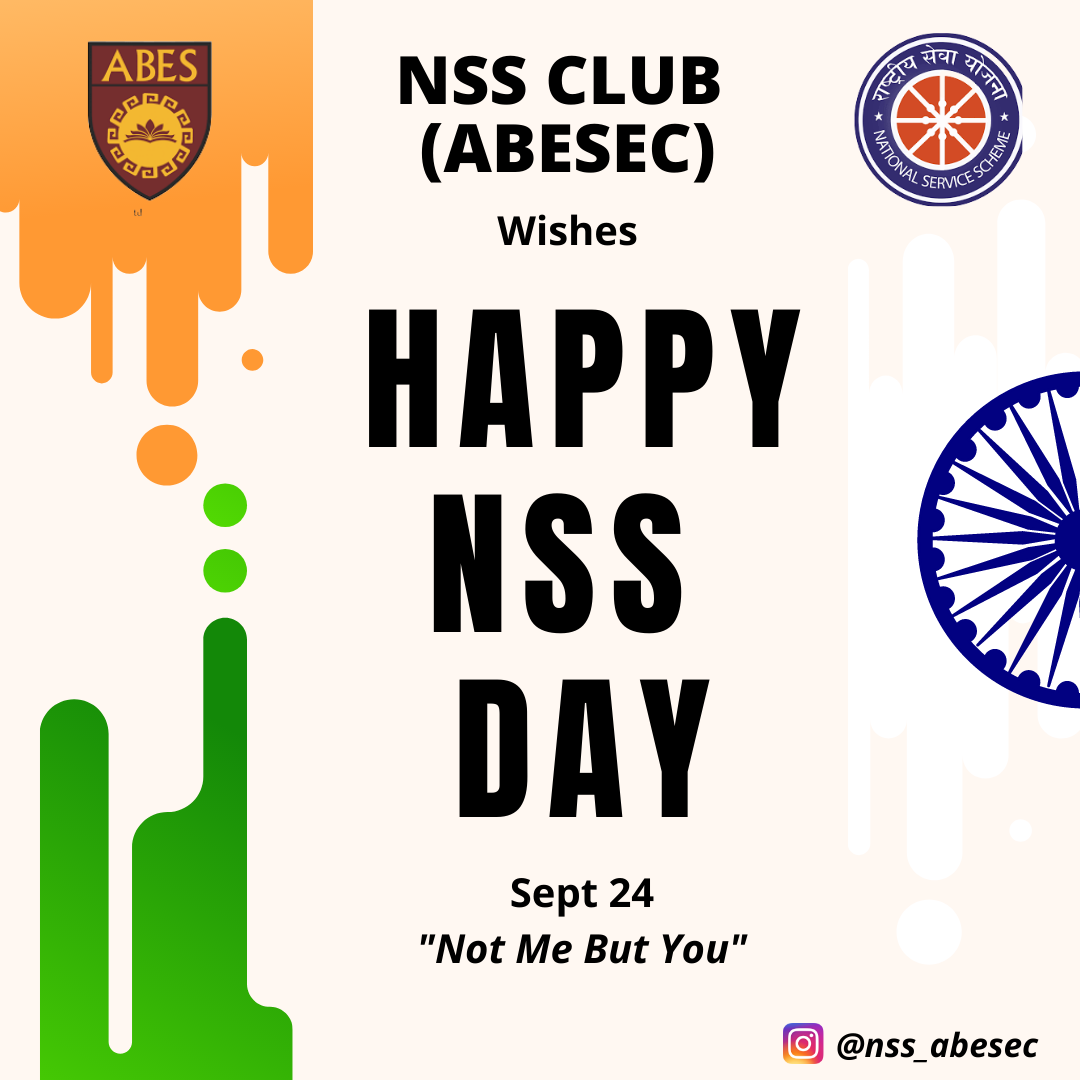 ABES
NSS CLUB
(ABESEC)
राष्ट्रीय सेवा योजना
NATIONAL SERVICE SCHEME
Wishes
HAPPY
NSS
DAY
Sept 24
"Not Me But You"
@nss_abesec